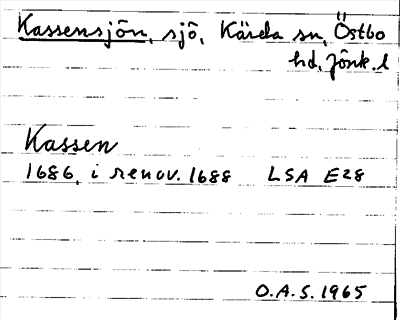 Kassensjön, sjö, Kärda sn, Östbo
hd, Jönk. l
Kassen
1686, i renov. 1688 LSA E28
O.A.S. 1965